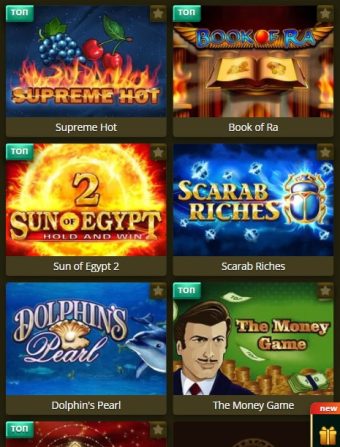 ТОП
ТОП
SUPREME HOT
BOOK OF RA
Supreme Hot
Book of Ra
ТОП
2
SUN OF EGYPT
HOLD AND WIN
SCARAB
RICHES
Sun of Egypt 2
Scarab Riches
ТОП
DOLPHIN'S
Pearl
The Money
Game
Dolphin's Pearl
The Money Game
new
ТОП